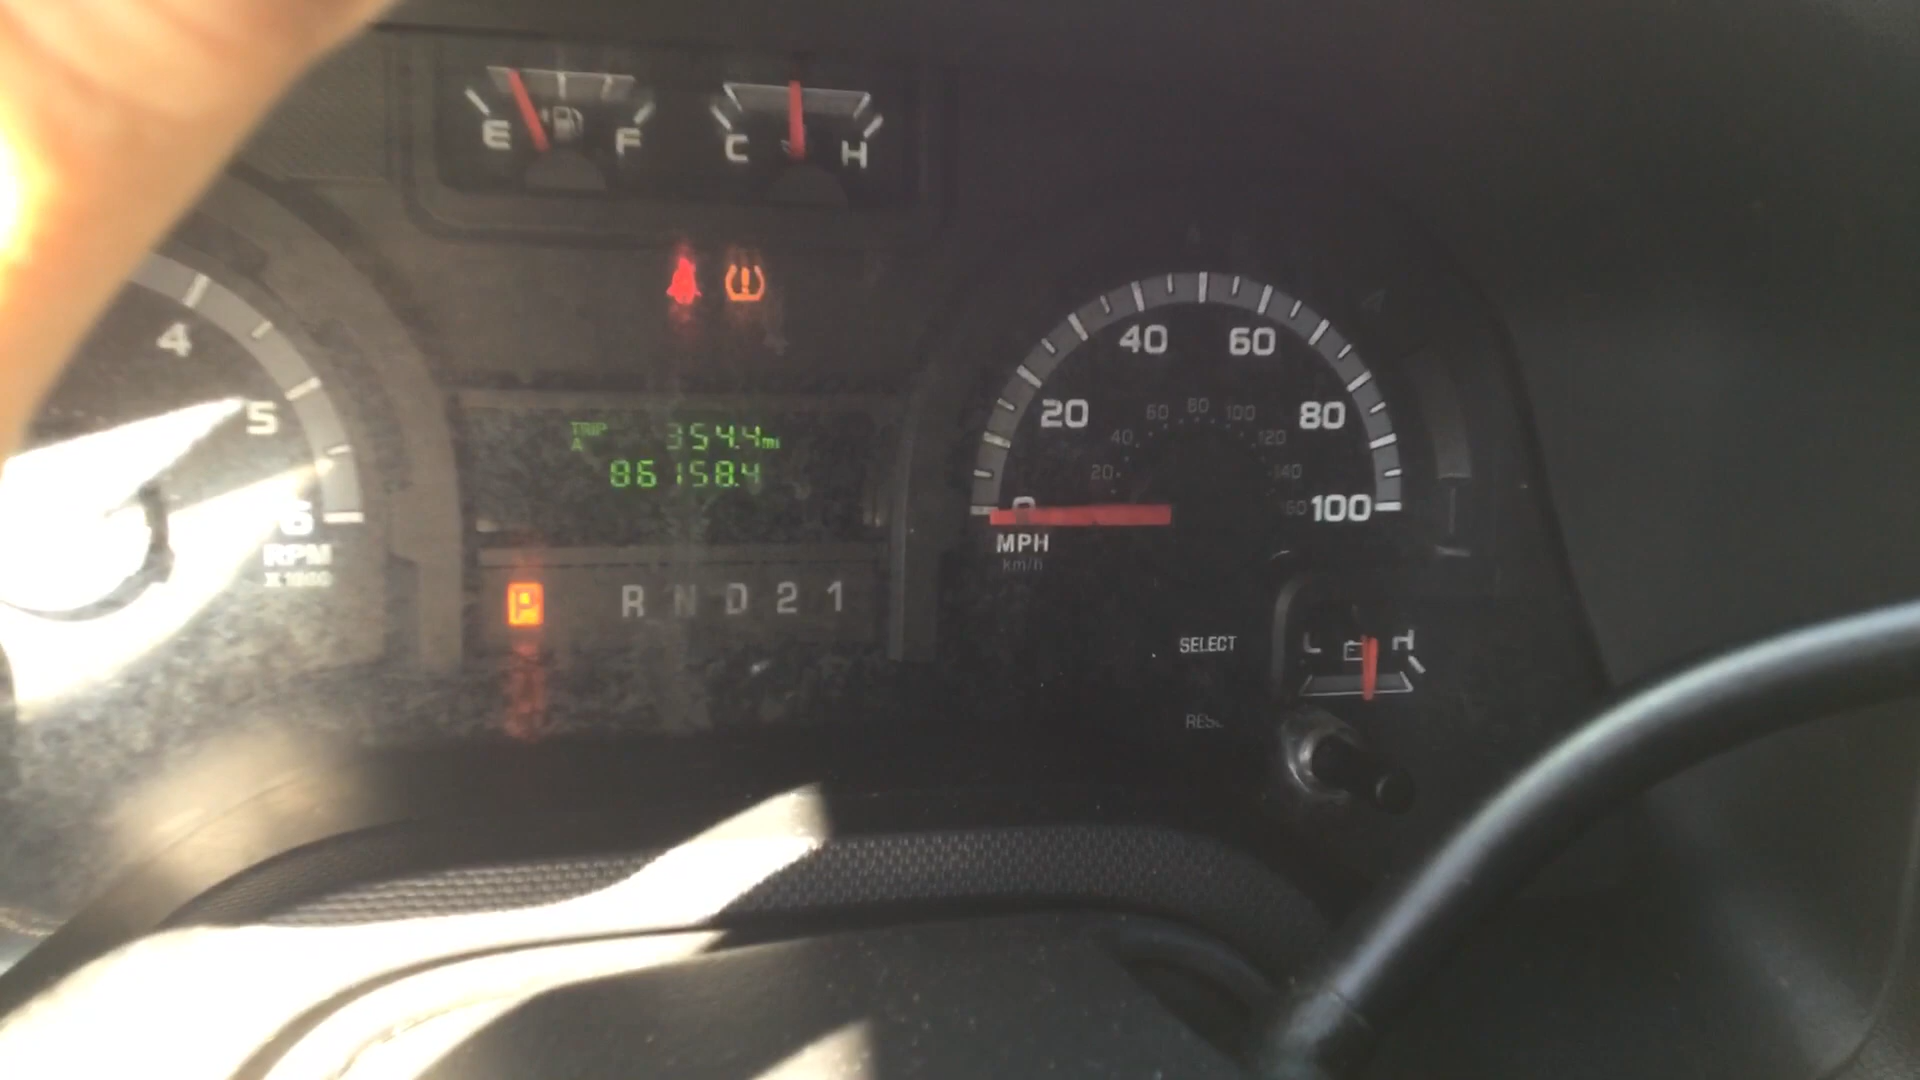 E F
C H
4
5
6
RPM
X 1000
TRIP
A
354.4mi
86158.4
P R N D 2 1
0 20 40 60 80 100
20 40 60 80 100 120 140 160
MPH
km/h
SELECT
L H